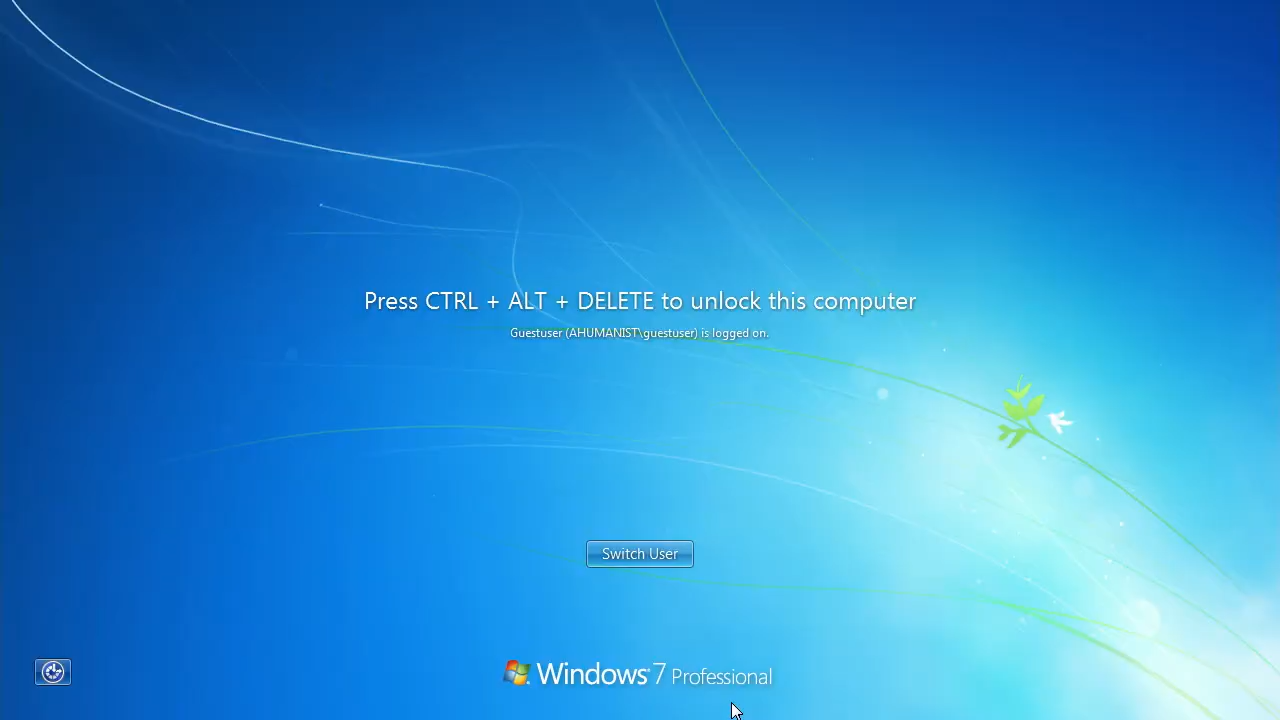 Press CTRL + ALT + DELETE to unlock this computer
Guestuser (AHUMANIST\guestuser) is logged on.
Switch User
Windows 7 Professional